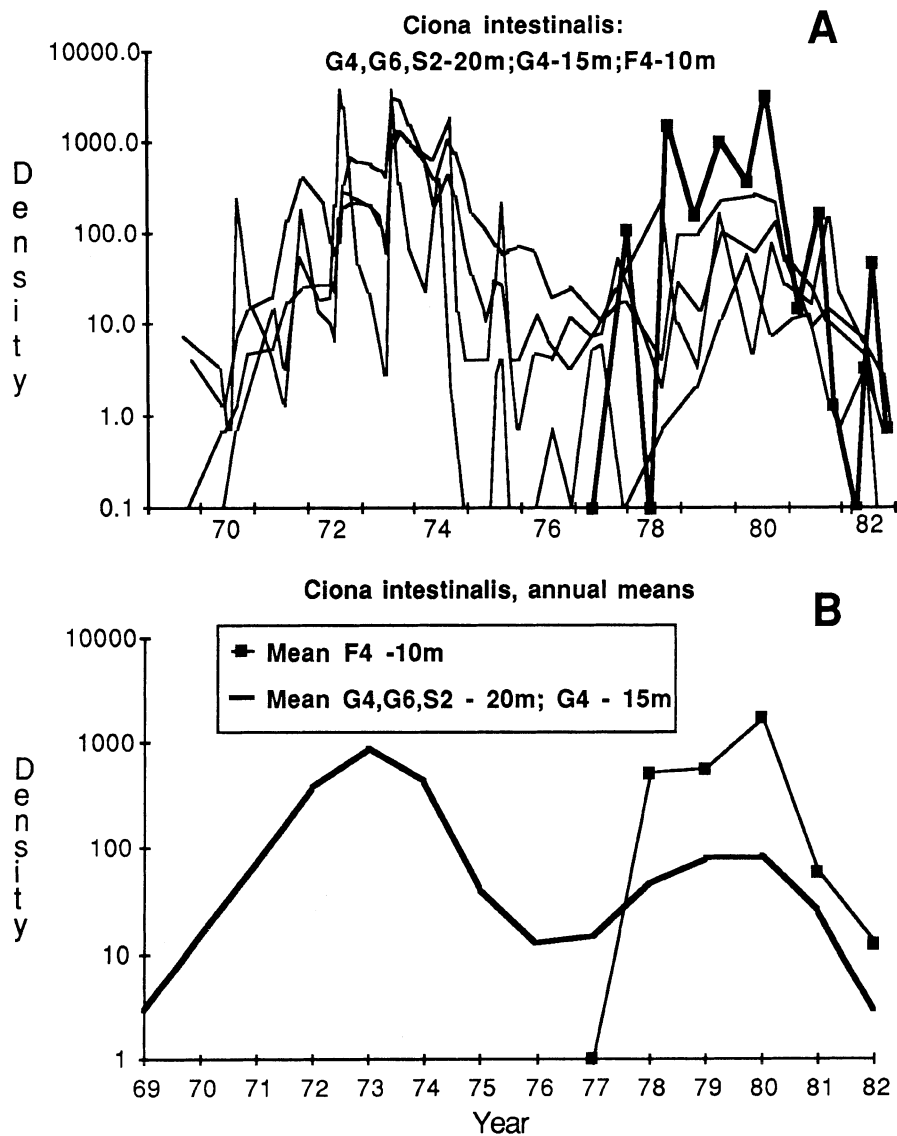 Ciona intestinalis:
A
G4,G6,S2-20m;G4-15m;F4-10m
10000.0
1000.0
100.0
10.0
1.0
0.1
Density
70 72 74 76 78 80 82
Ciona intestinalis, annual means
B
Mean F4 -10m
Mean G4,G6,S2 - 20m; G4 - 15m
10000
1000
100
10
1
Density
69 70 71 72 73 74 75 76 77 78 79 80 81 82
Year